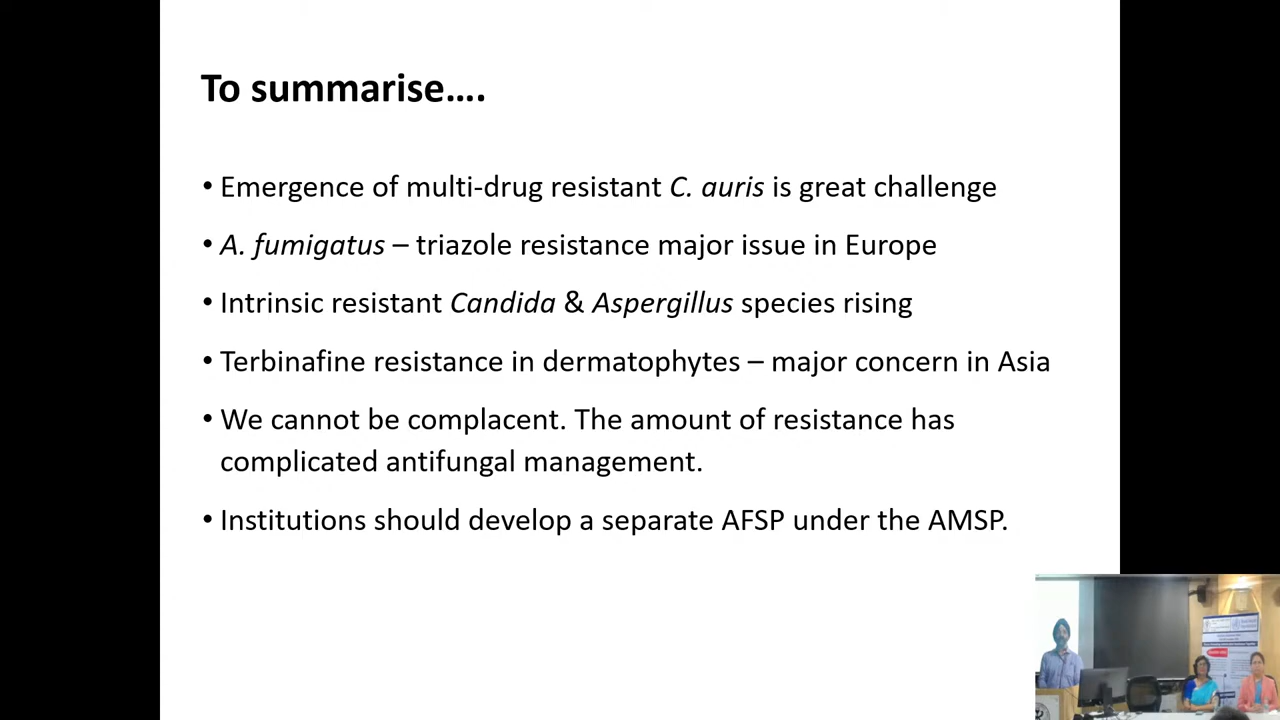 To summarise....
• Emergence of multi-drug resistant C. auris is great challenge
• A. fumigatus – triazole resistance major issue in Europe
• Intrinsic resistant Candida & Aspergillus species rising
• Terbinafine resistance in dermatophytes – major concern in Asia
• We cannot be complacent. The amount of resistance has
complicated antifungal management.
• Institutions should develop a separate AFSP under the AMSP.